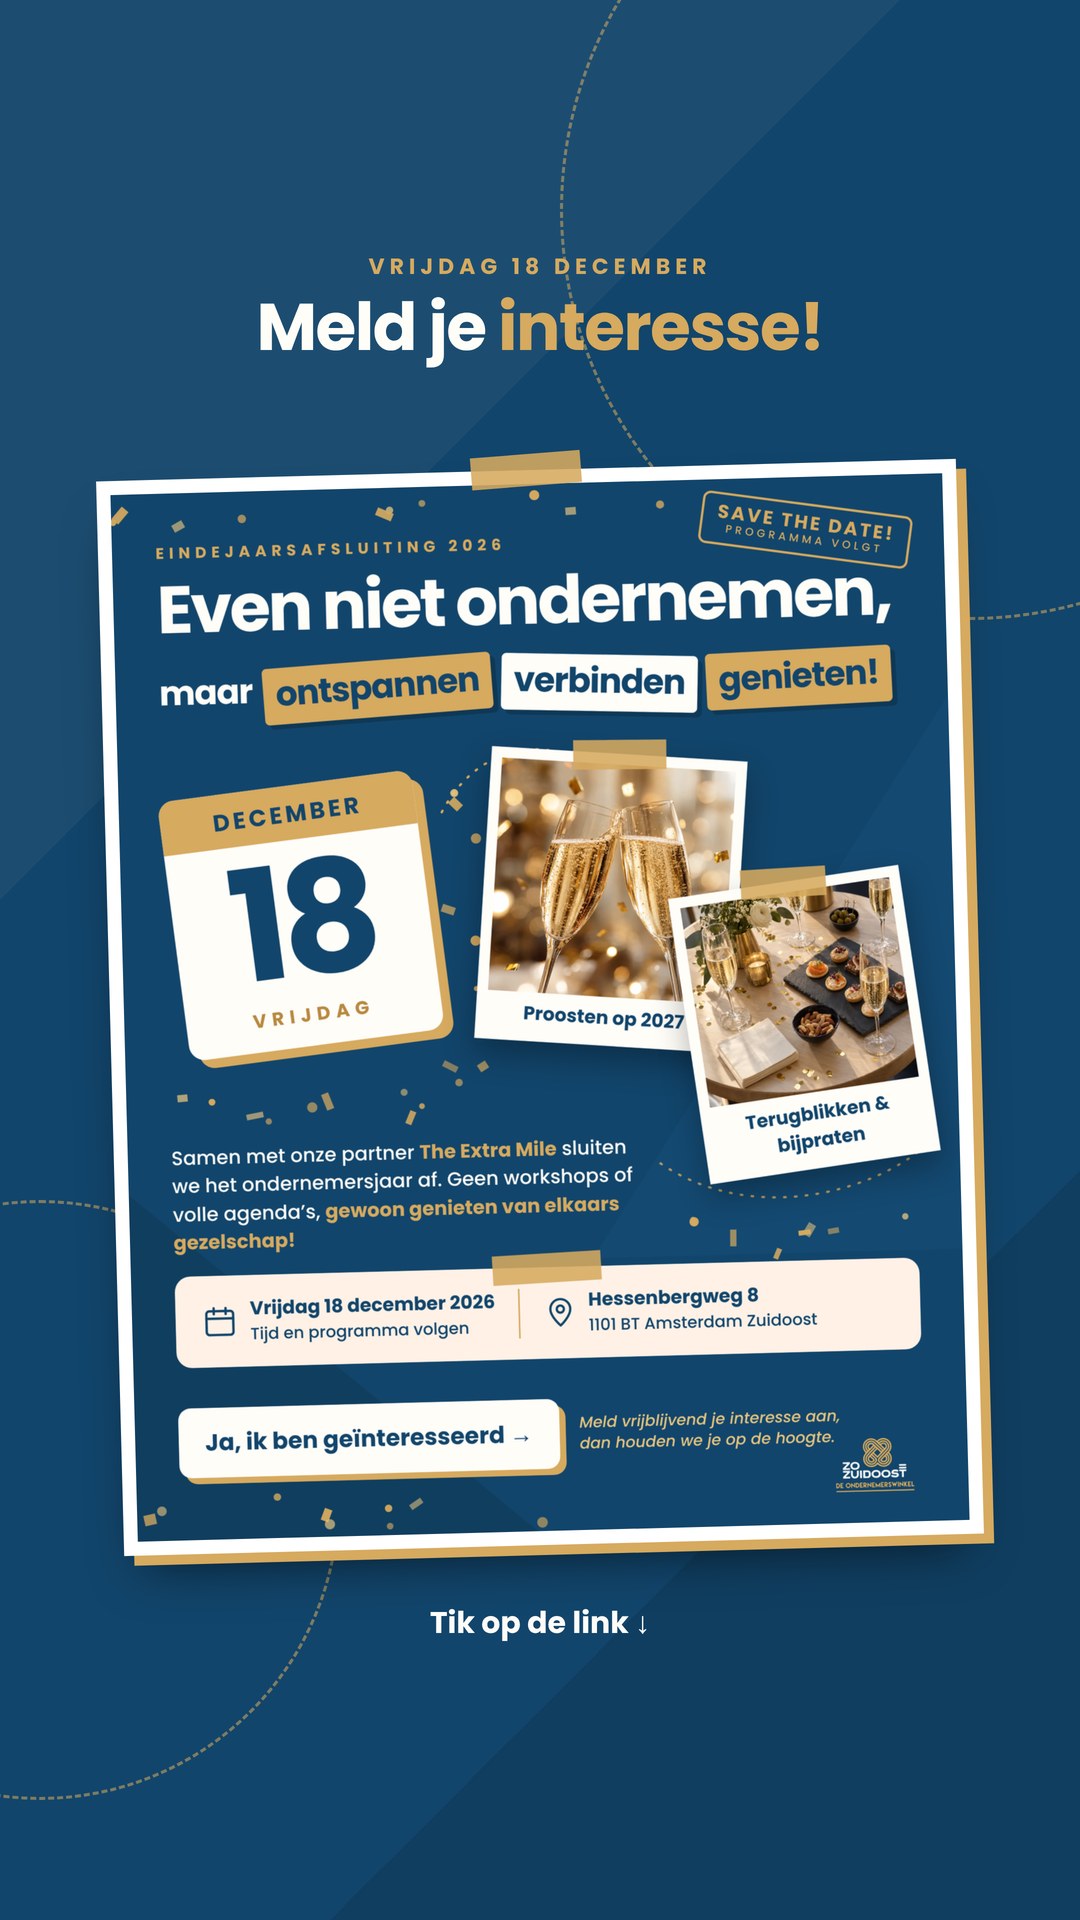 VRIJDAG 18 DECEMBER
Meld je interesse!
SAVE THE DATE!
PROGRAMMA VOLGT
EINDEJAARSAFSLUITING 2026
Even niet ondernemen,
maar ontspannen verbinden genieten!
DECEMBER
18
VRIJDAG
Proosten op 2027
Terugblikken &
bijpraten
Samen met onze partner The Extra Mile sluiten
we het ondernemersjaar af. Geen workshops of
volle agenda's, gewoon genieten van elkaars
gezelschap!
Vrijdag 18 december 2026
Tijd en programma volgen
Hessenbergweg 8
1101 BT Amsterdam Zuidoost
Ja, ik ben geïnteresseerd →
Meld vrijblijvend je interesse aan,
dan houden we je op de hoogte.
ZO
ZUIDOOST
DE ONDERNEMERSWINKEL
Tik op de link ↓